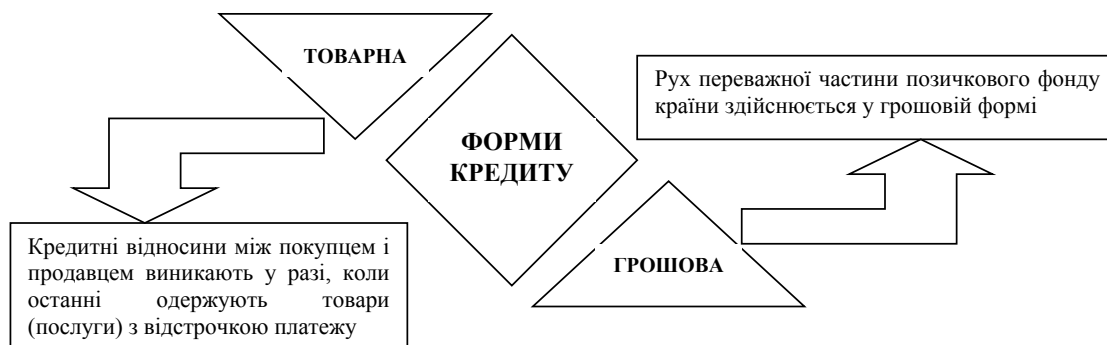 ТОВАРНА
Рух переважної частини позичкового фонду
країни здійснюється у грошовій формі
ФОРМИ
КРЕДИТУ
Кредитні відносини між покупцем і
продавцем виникають у разі, коли
останні одержують товари
(послуги) з відстрочкою платежу
ГРОШОВА